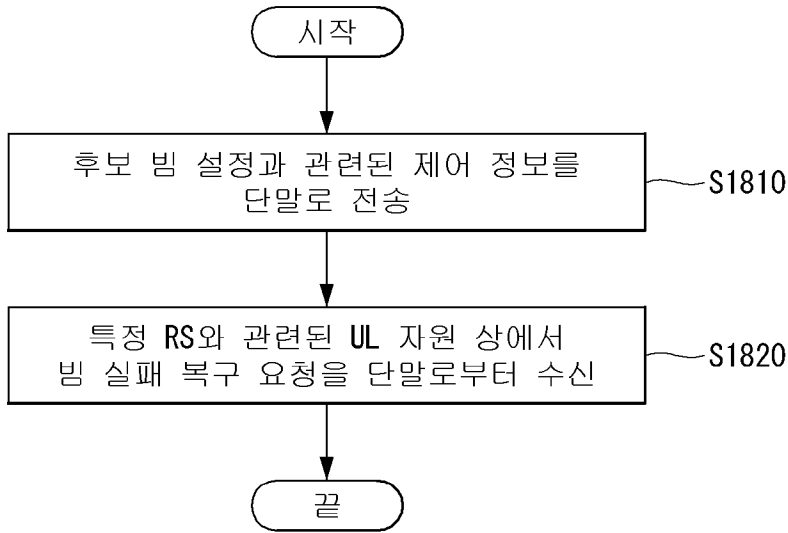 시작
후보 빔 설정과 관련된 제어 정보를
단말로 전송
S1810
특정 RS와 관련된 UL 자원 상에서
빔 실패 복구 요청을 단말로부터 수신
S1820
끝